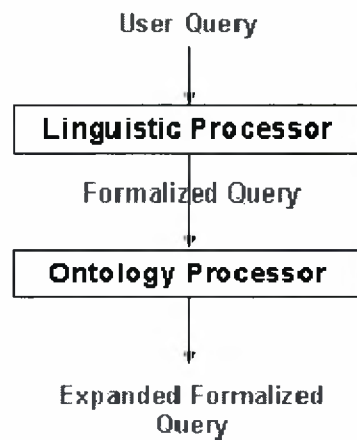 User Query
Linguistic Processor
Formalized Query
Ontology Processor
Expanded Formalized
Query